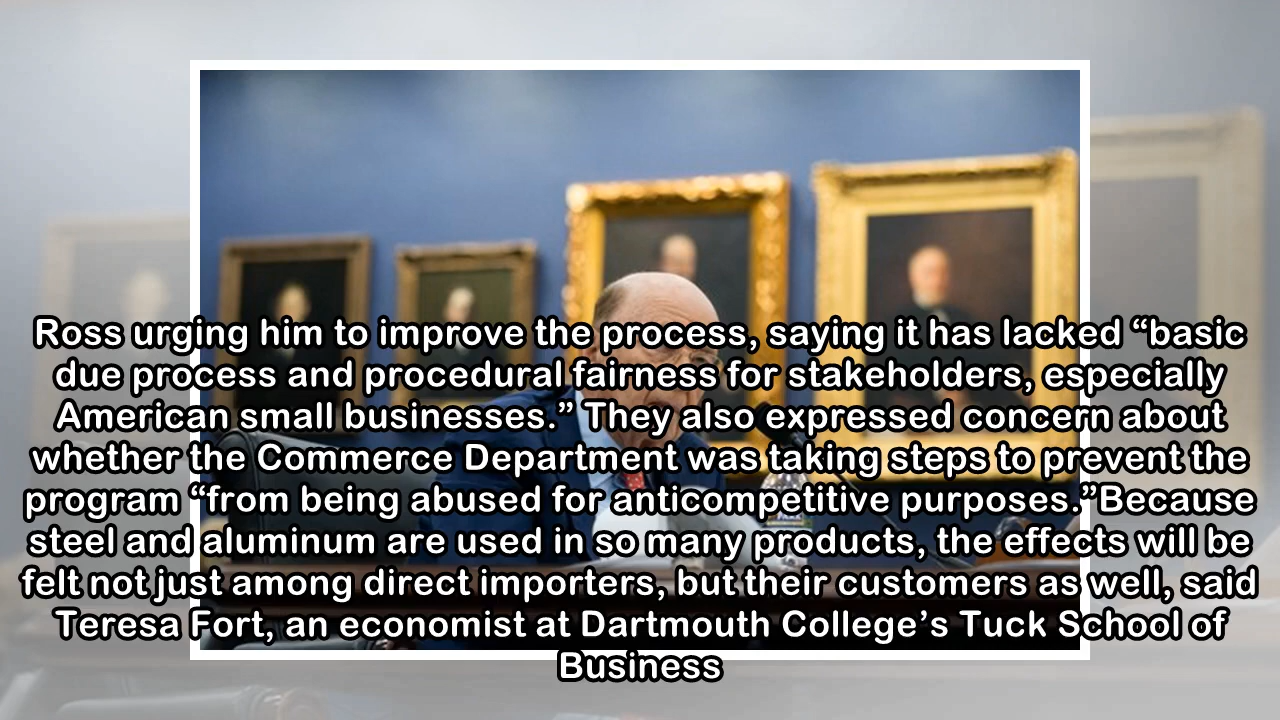 Ross urging him to improve the process, saying it has lacked “basic
due process and procedural fairness for stakeholders, especially
American small businesses.” They also expressed concern about
whether the Commerce Department was taking steps to prevent the
program “from being abused for anticompetitive purposes.”Because
steel and aluminum are used in so many products, the effects will be
felt not just among direct importers, but their customers as well, said
Teresa Fort, an economist at Dartmouth College’s Tuck School of
Business